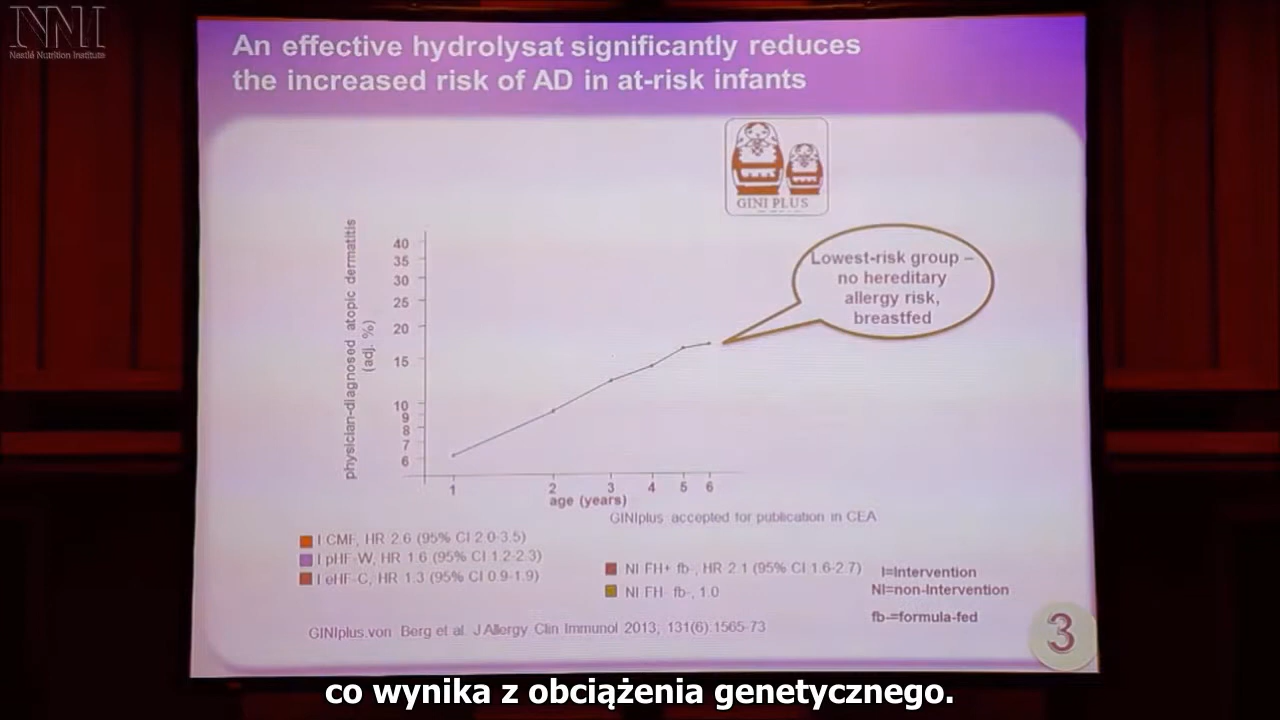 NNI
Nestlé Nutrition Institute
An effective hydrolysat significantly reduces
the increased risk of AD in at-risk infants
GINI PLUS
Lowest-risk group –
no hereditary
allergy risk,
breastfed
physician-diagnosed atopic dermatitis
(adj. %)
40
35
30
25
20
15
10
9
8
7
6
1 2 3 4 5 6
age (years)
GINIplus accepted for publication in CEA
I CMF, HR 2.6 (95% CI 2.0-3.5)
I pHF-W, HR 1.6 (95% CI 1.2-2.3)
I eHF-C, HR 1.3 (95% CI 0.9-1.9)
NI FH+ fb-, HR 2.1 (95% CI 1.6-2.7)
NI FH- fb-, 1.0
I=Intervention
NI=non-Intervention
fb-=formula-fed
GINIplus.von Berg et al. J Allergy Clin Immunol 2013; 131(6):1565-73
3
co wynika z obciążenia genetycznego.